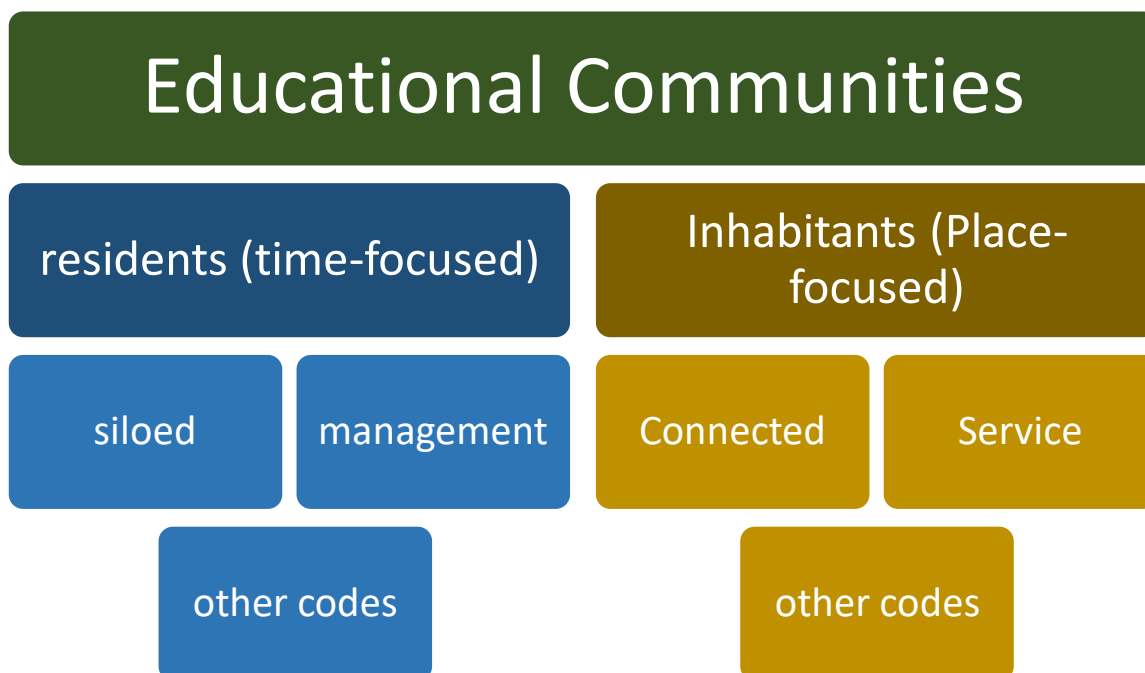 Educational Communities
residents (time-focused)
Inhabitants (Place-
focused)
siloed
management
Connected
Service
other codes
other codes